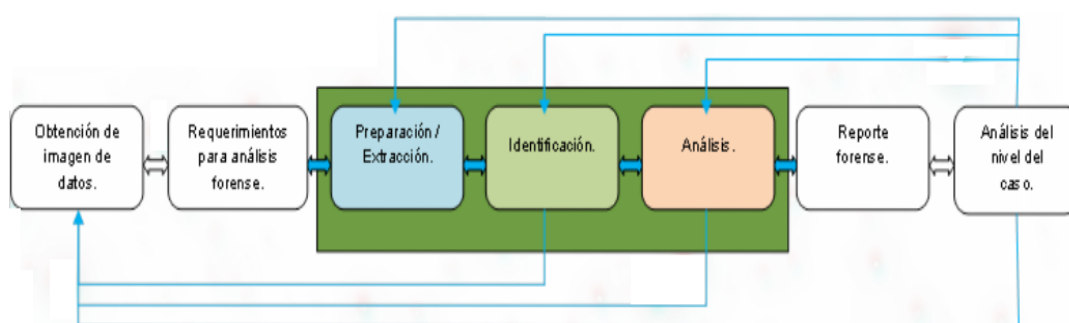 Obtención de
imagen de
datos.
Requerimientos
para análisis
forense.
Preparación /
Extracción.
Identificación.
Análisis.
Reporte
forense.
Análisis del
nivel del
caso.